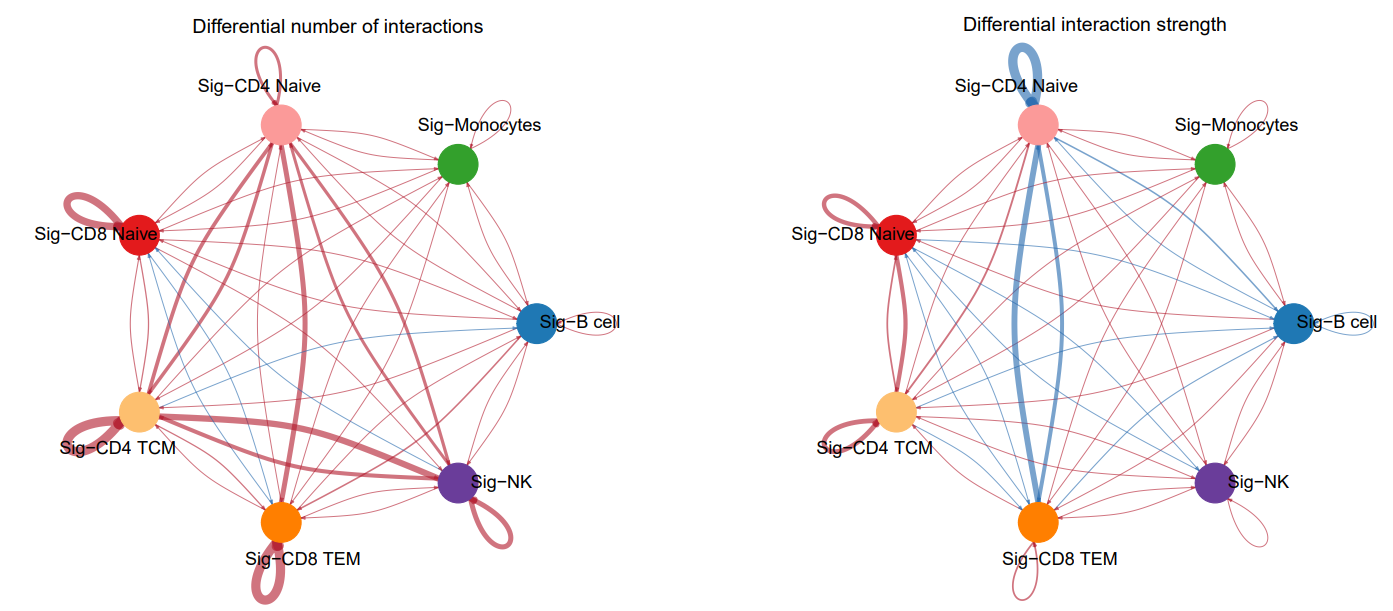 Differential number of interactions
Sig−CD4 Naive
Sig−Monocytes
Sig−CD8 Naive
Sig−B cell
Sig−CD4 TCM
Sig−NK
Sig−CD8 TEM
Differential interaction strength
Sig−CD4 Naive
Sig−Monocytes
Sig−CD8 Naive
Sig−B cell
Sig−CD4 TCM
Sig−NK
Sig−CD8 TEM